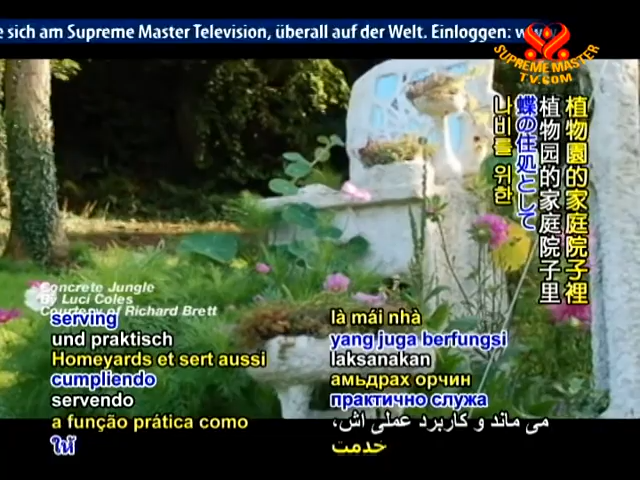 e sich am Supreme Master Television, überall auf der Welt. Einloggen: w
SUPREME MASTER
TV.COM
植物園的家庭院子裡
植物园的家庭院子里
蝶の住処として
나비를 위한
Concrete Jungle
By Luci Coles
Courtesy of Richard Brett
serving
und praktisch
Homeyards et sert aussi
cumpliendo
servendo
a função prática como
ให้
là mái nhà
yang juga berfungsi
laksanakan
амьдрах орчин
практично служа
می ماند و کاربرد عملی اش،
خدمت